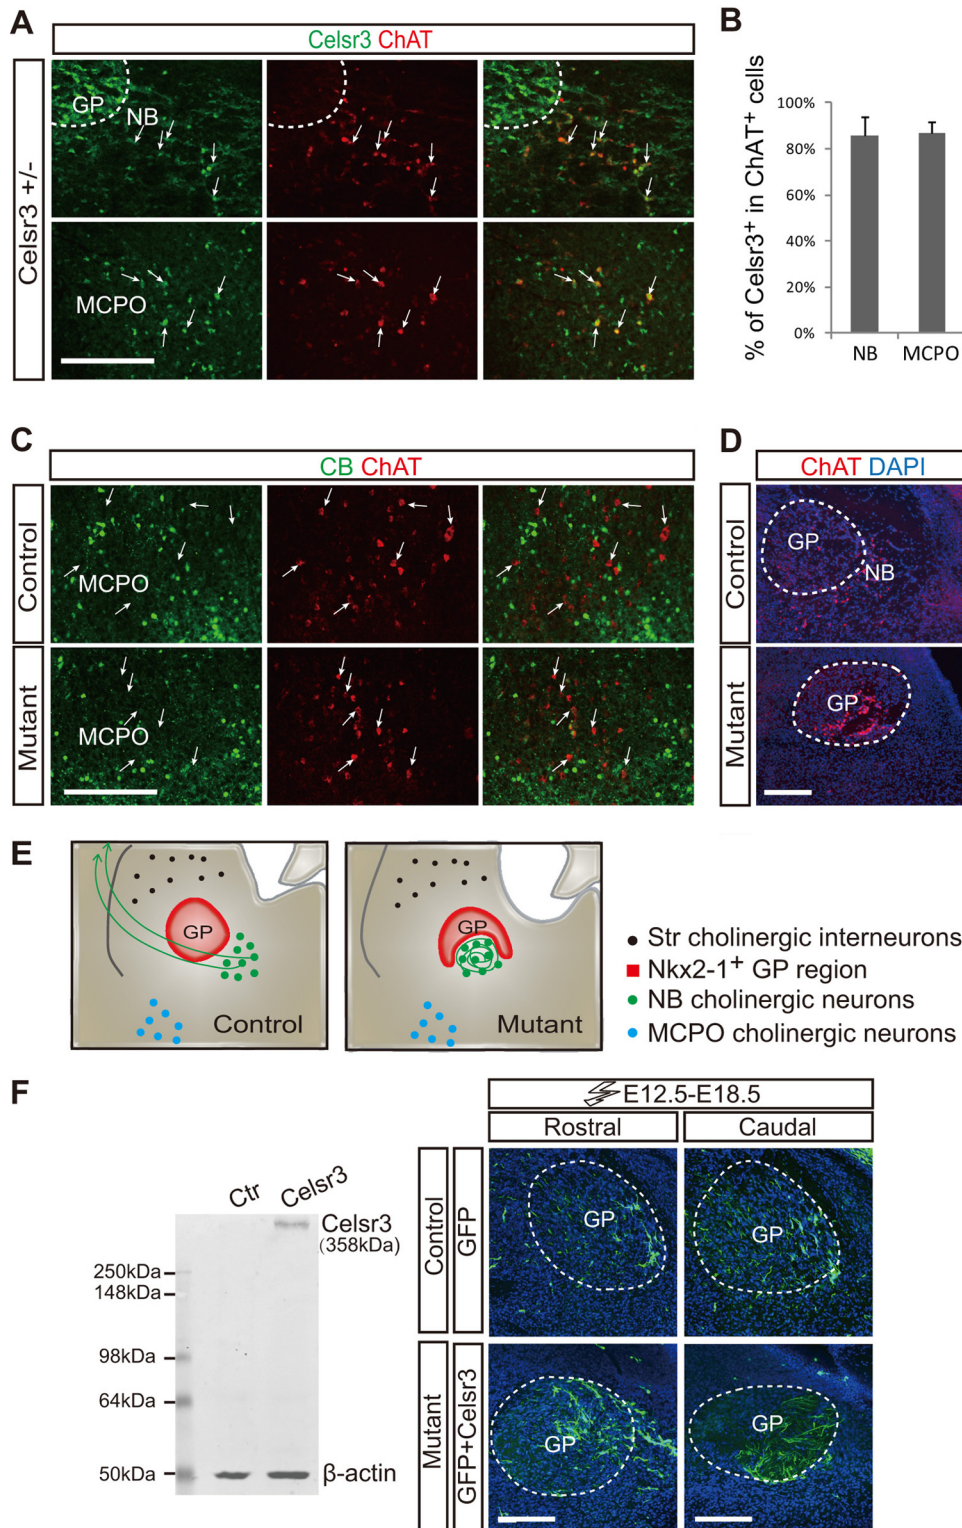 A
Celsr3 ChAT
Celsr3 +/-
GP
NB
MCPO
B
% of Celsr3+ in ChAT+ cells
100%
80%
60%
40%
20%
0%
NB
MCPO
C
CB ChAT
Control
MCPO
Mutant
MCPO
D
ChAT DAPI
Control
GP
NB
Mutant
GP
E
GP
Control
GP
Mutant
Str cholinergic interneurons
Nkx2-1+ GP region
NB cholinergic neurons
MCPO cholinergic neurons
F
Ctr
Celsr3
Celsr3
(358kDa)
250kDa
148kDa
98kDa
64kDa
50kDa
β-actin
E12.5-E18.5
Rostral
Caudal
Control
GFP
GP
GP
Mutant
GFP+Celsr3
GP
GP